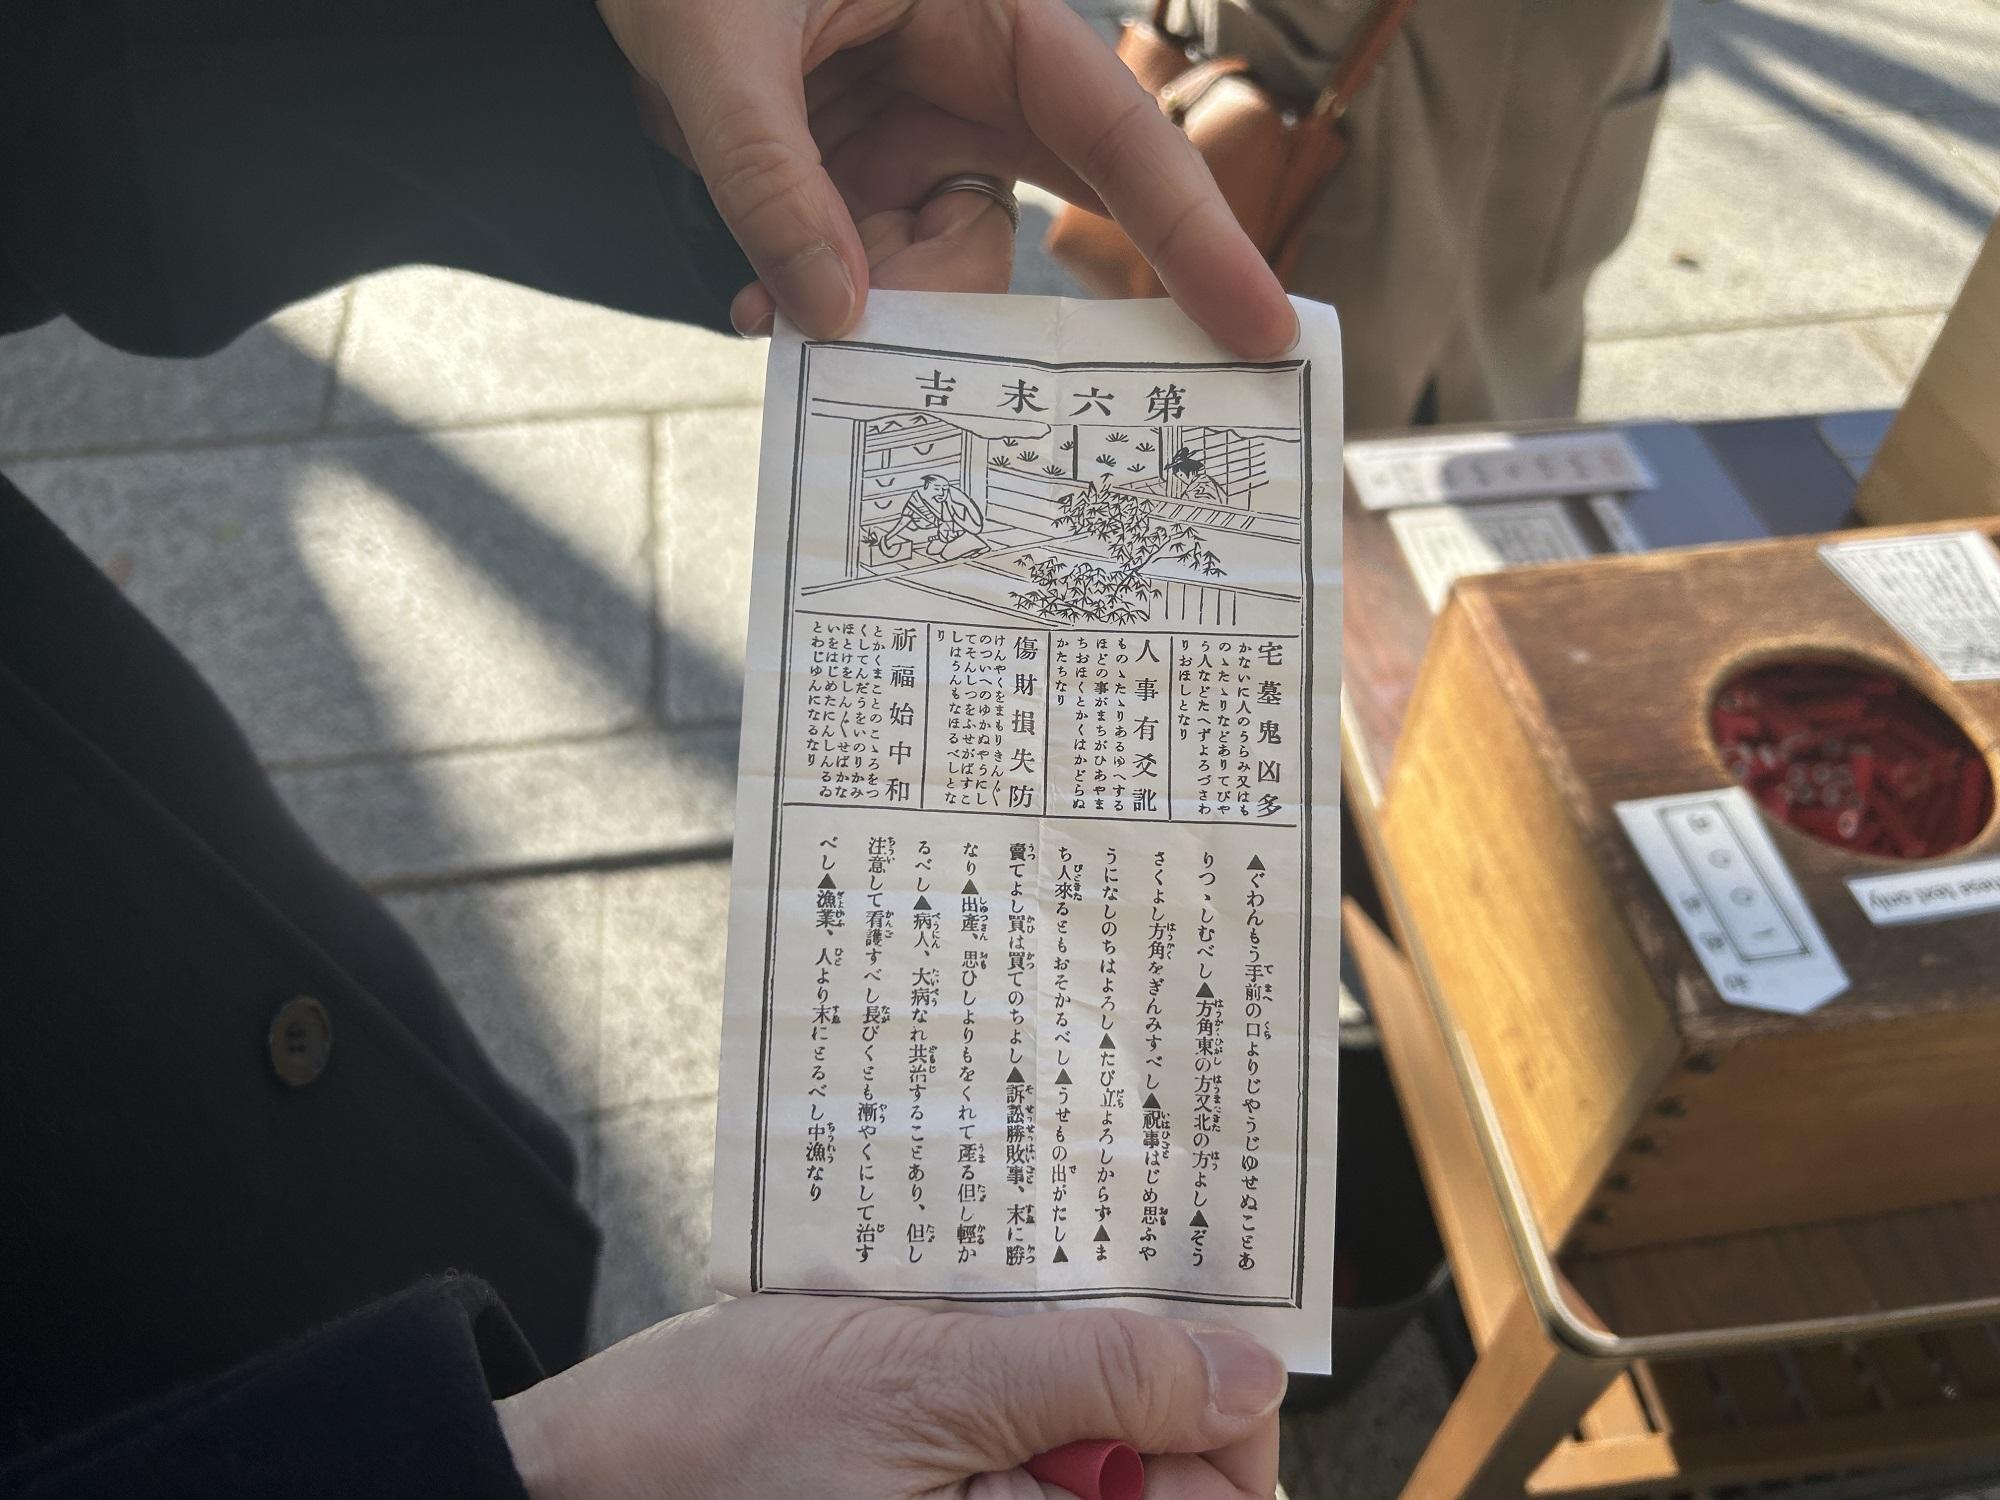 第六末吉
宅墓鬼凶多
かないに人のうらみ又はも
のゝたゝりなどありてびや
う人などたへずよろづさわ
りおほしとなり
人事有爻訛
ものゝたゝりあるゆへする
ほどの事がまちがひあやま
ちおほくとかくはかどらぬ
かたちなり
傷財損失防
けんやくをまもりきん〴〵
のついへのゆかぬやうにし
てそんしつをふせがばすこ
しはうんもなほるべしとな
り
祈福始中和
とかくまことのこゝろをつ
くしてんだうをいのりかみ
ほとけをしん〴〵せばかな
いをはじめたにんしんるゐ
とわじゆんになるなり
▲ぐわんもう手前の口よりじやうじゆせぬことあ
りつゝしむべし▲方角東の方又北の方よし▲ぞう
さくよし方角をぎんみすべし▲祝事はじめ思ふや
うになしのちはよろし▲たび立よろしからず▲ま
ち人來るともおそかるべし▲うせもの出がたし▲
賣てよし買は買てのちよし▲訴訟勝敗事、末に勝
なり▲出產、思ひしよりもをくれて產る但し輕か
るべし▲病人、大病なれ共治することあり、但し
注意して看護すべし長びくとも漸やくにして治す
べし▲漁業、人より末にとるべし中漁なり
nese text only